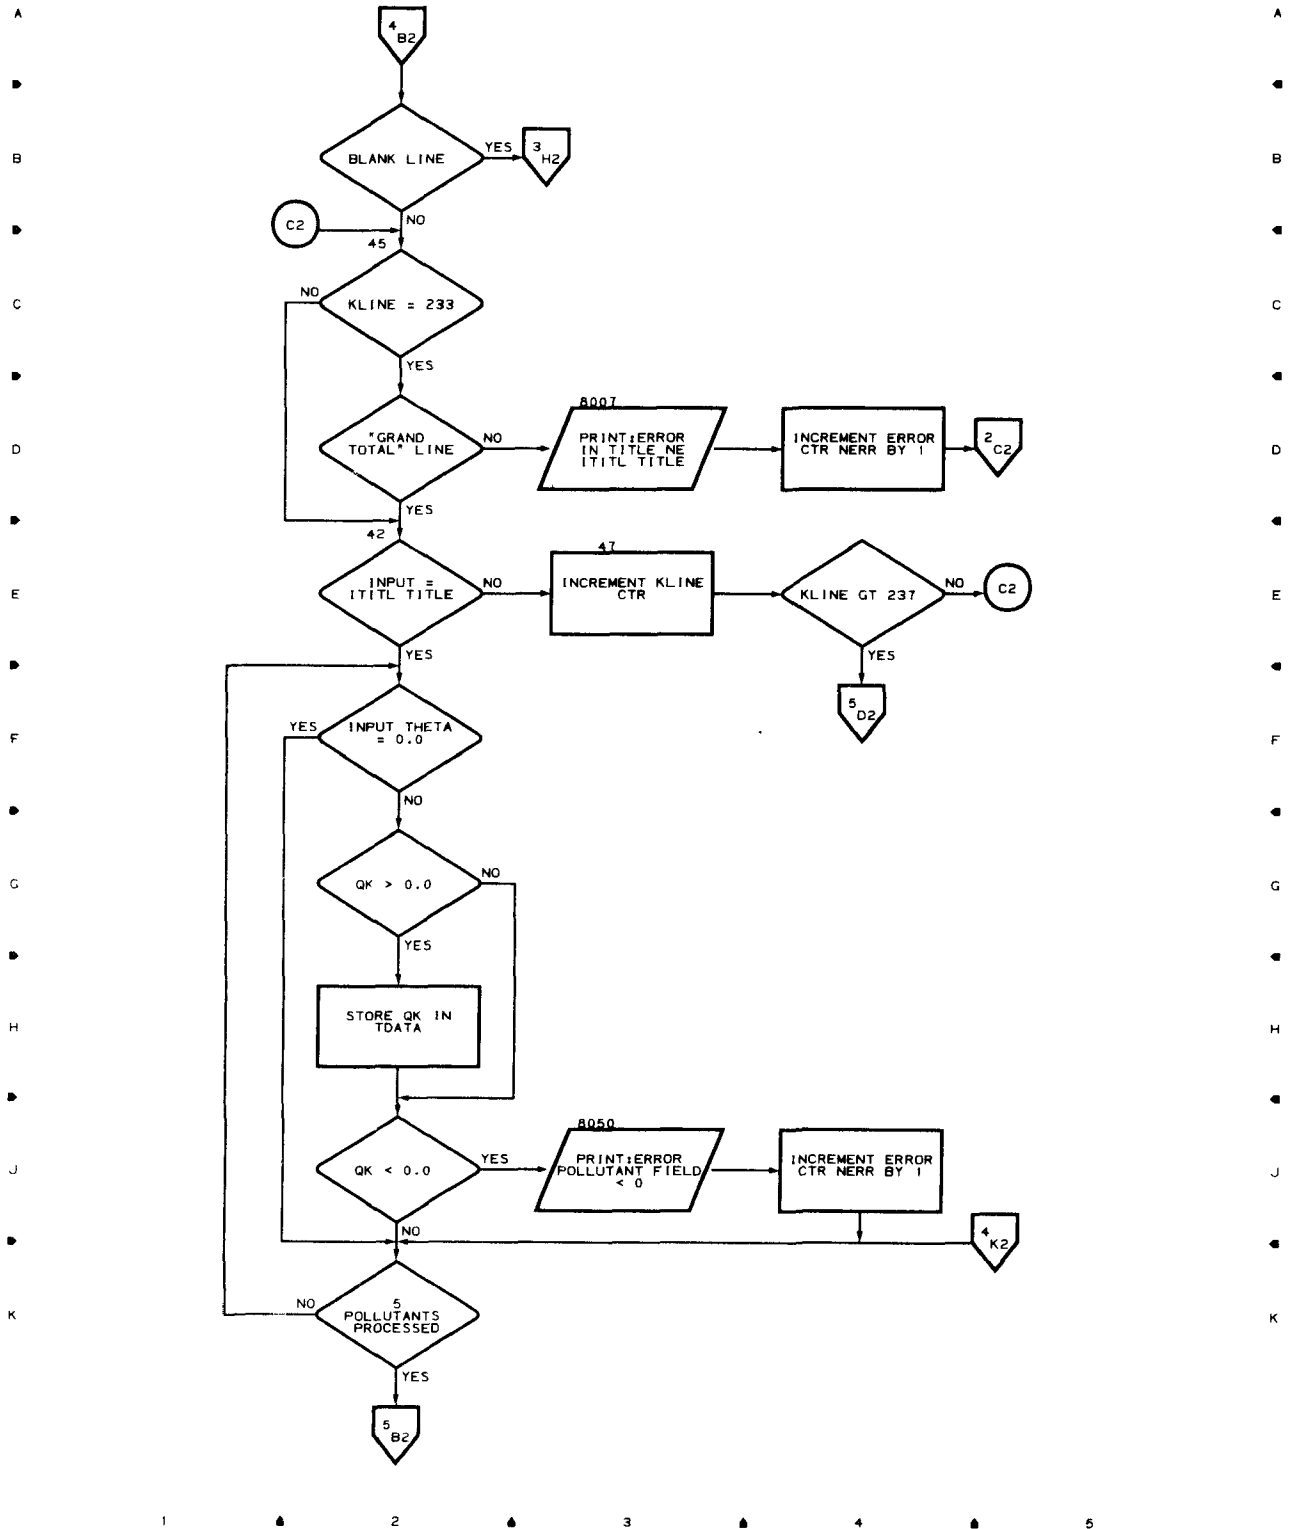 A
A
4
B2
B
BLANK LINE
YES
3
H2
B
C2
NO
45
C
NO
KLINE = 233
C
YES
D
"GRAND
TOTAL" LINE
NO
8007
PRINT:ERROR
IN TITLE NE
ITITL TITLE
INCREMENT ERROR
CTR NERR BY 1
2
C2
D
YES
42
E
INPUT =
ITITL TITLE
NO
47
INCREMENT KLINE
CTR
KLINE GT 237
NO
C2
E
YES
YES
5
D2
F
YES
INPUT THETA
= 0.0
F
NO
G
QK > 0.0
NO
G
YES
H
STORE QK IN
TDATA
H
J
QK < 0.0
YES
8050
PRINT:ERROR
POLLUTANT FIELD
< 0
INCREMENT ERROR
CTR NERR BY 1
J
NO
4
K2
K
NO
5
POLLUTANTS
PROCESSED
K
YES
5
B2
1 2 3 4 5